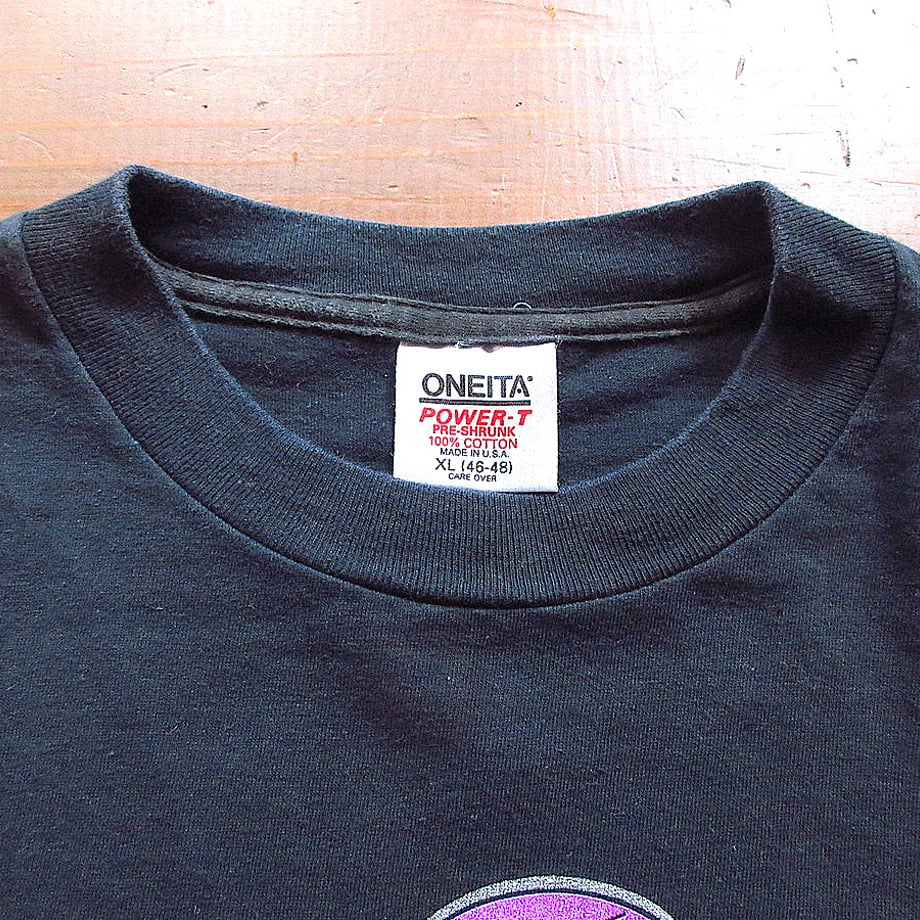 ONEITA
POWER-T
PRE-SHRUNK
100% COTTON
MADE IN U.S.A.
XL (46-48)
CARE OVER